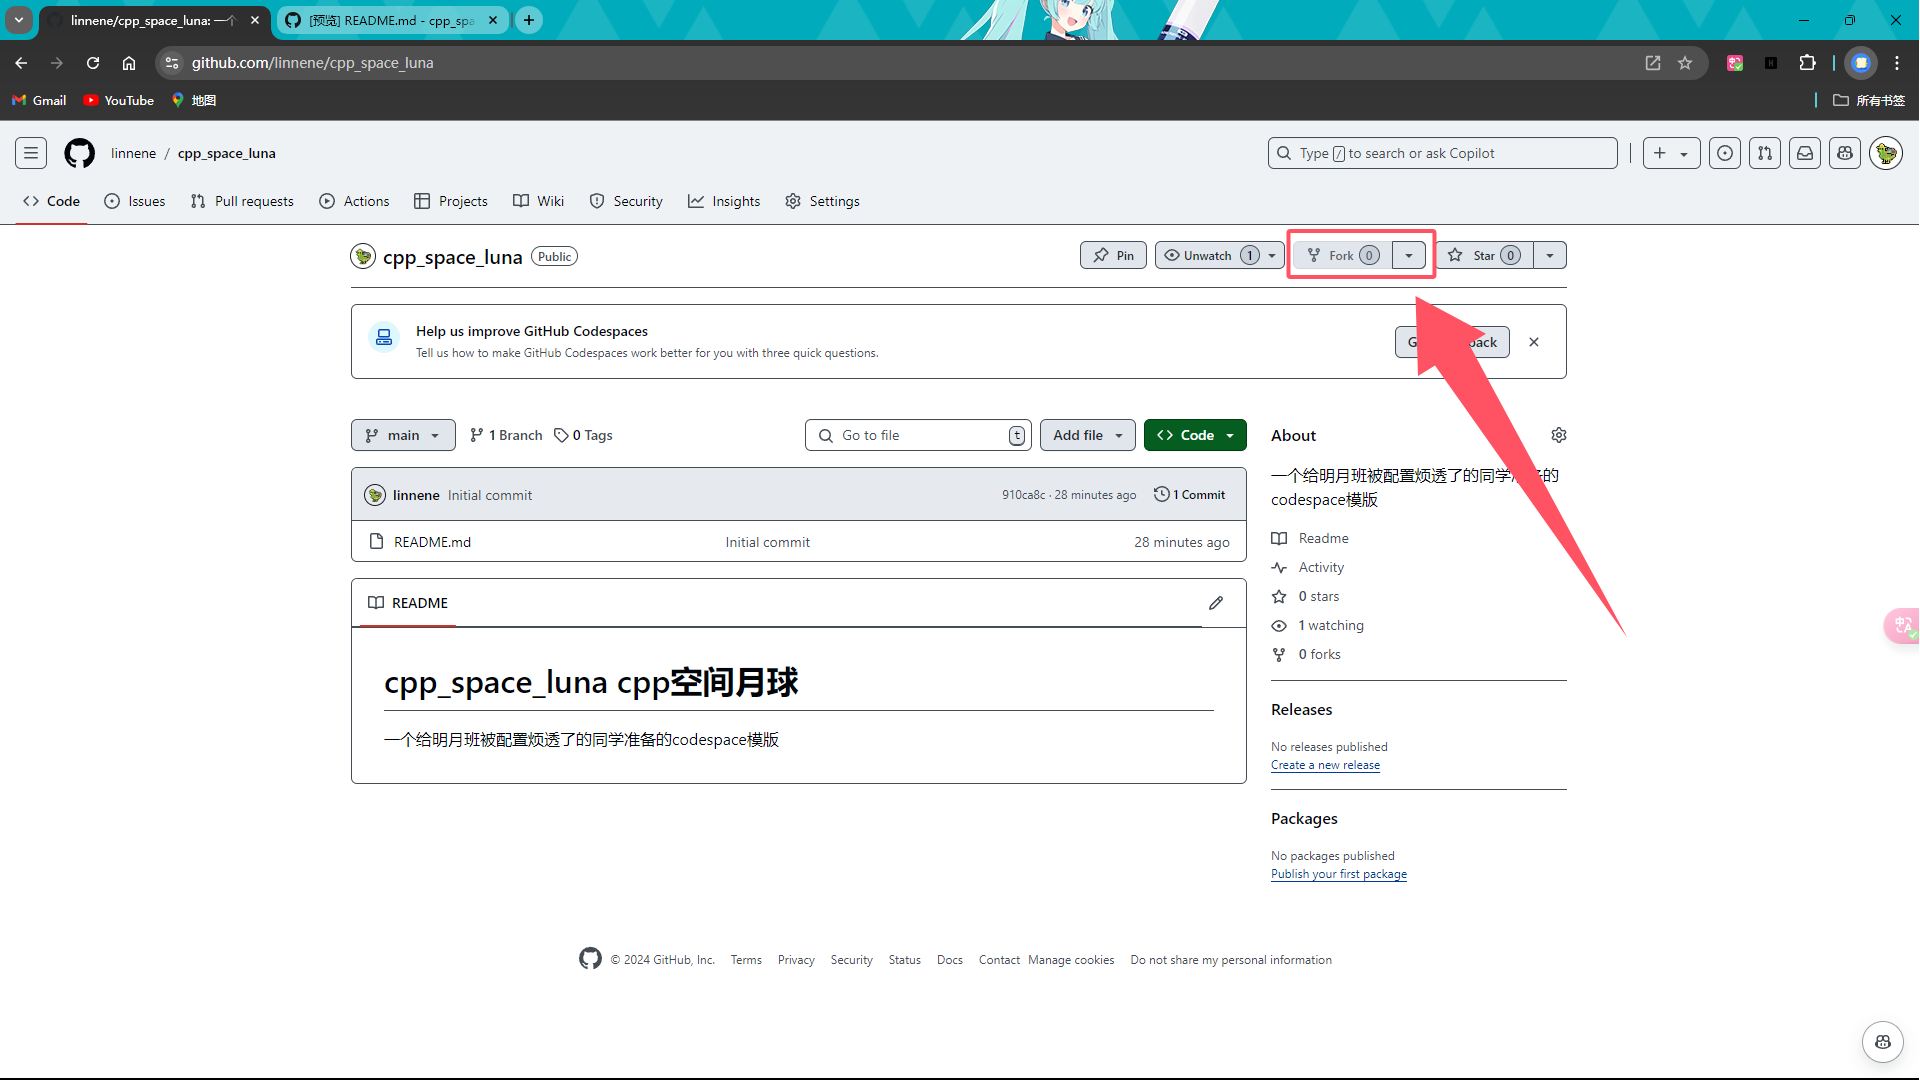 linnene/cpp_space_luna: 一个
[预览] README.md - cpp_spa
github.com/linnene/cpp_space_luna
Gmail
YouTube
地图
所有书签
linnene / cpp_space_luna
Type / to search or ask Copilot
Code
Issues
Pull requests
Actions
Projects
Wiki
Security
Insights
Settings
cpp_space_luna Public
Pin
Unwatch 1
Fork 0
Star 0
Help us improve GitHub Codespaces
Tell us how to make GitHub Codespaces work better for you with three quick questions.
main
1 Branch
0 Tags
Go to file t
Add file
Code
linnene Initial commit
910ca8c · 28 minutes ago
1 Commit
README.md Initial commit 28 minutes ago
README
cpp_space_luna cpp空间月球
一个给明月班被配置烦透了的同学准备的codespace模版
About
一个给明月班被配置烦透了的同学 的
codespace模版
Readme
Activity
0 stars
1 watching
0 forks
Releases
No releases published
Create a new release
Packages
No packages published
Publish your first package
© 2024 GitHub, Inc. Terms Privacy Security Status Docs Contact Manage cookies Do not share my personal information